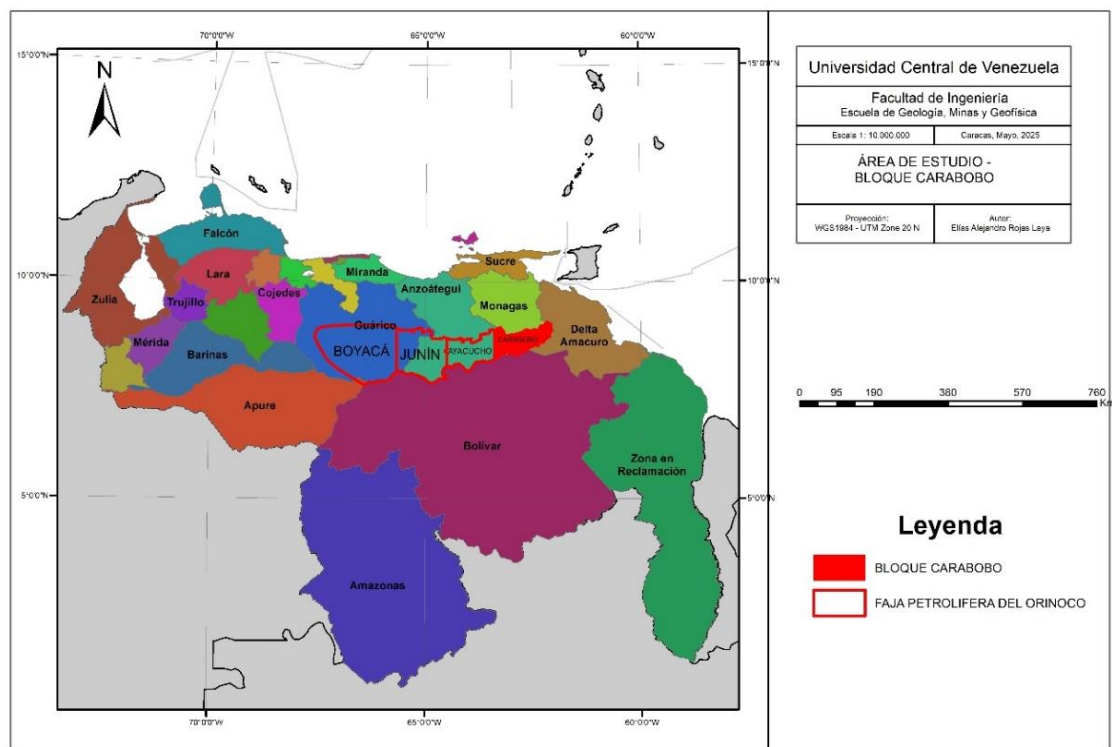 70°0'0"W
65°0'0"W
60°0'0"W
15°0'0"N
15°0'0"N
N
Falcón
Lara
Zulia
Trujillo
Cojedes
Miranda
Anzoátegui
Sucre
Monagas
Delta
Amacuro
Mérida
Barinas
Guárico
BOYACÁ
JUNÍN
AYACUCHO
CARABOBO
Apure
Bolívar
Zona en
Reclamación
Amazonas
10°0'0"N
10°0'0"N
5°0'0"N
5°0'0"N
70°0'0"W
65°0'0"W
60°0'0"W
Universidad Central de Venezuela
Facultad de Ingeniería
Escuela de Geología, Minas y Geofísica
Escala 1: 10.000.000
Caracas, Mayo, 2025
ÁREA DE ESTUDIO -
BLOQUE CARABOBO
Proyección:
WGS1984 - UTM Zone 20 N
Autor:
Elías Alejandro Rojas Laya
0 95 190 380 570 760
Km
Leyenda
BLOQUE CARABOBO
FAJA PETROLIFERA DEL ORINOCO